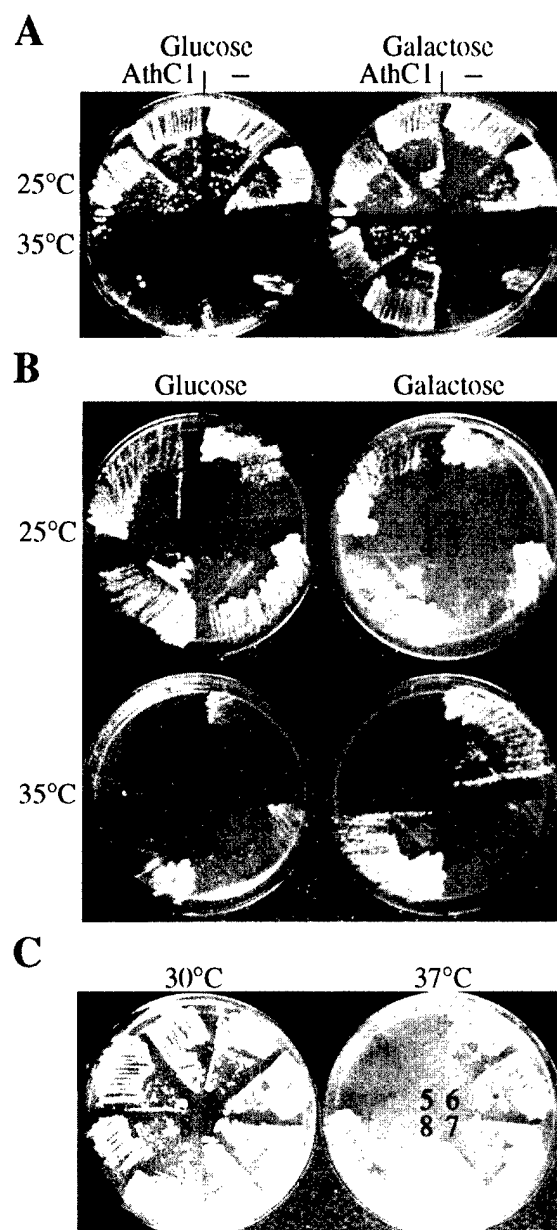 A
Glucose Galactose
AthC1 | – AthC1 | –
25°C
35°C
B
Glucose Galactose
25°C
35°C
C
30°C 37°C
5 6
8 7